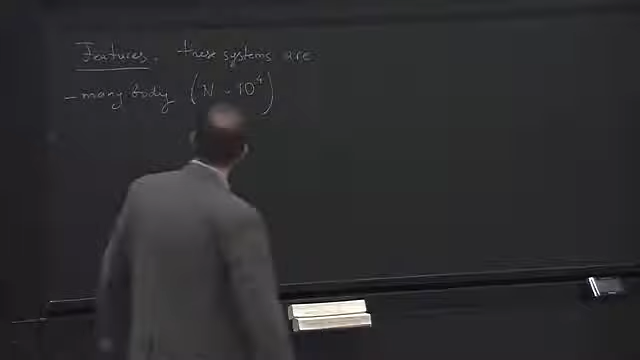 Features. these systems are
- many body (N ~ 10^4)